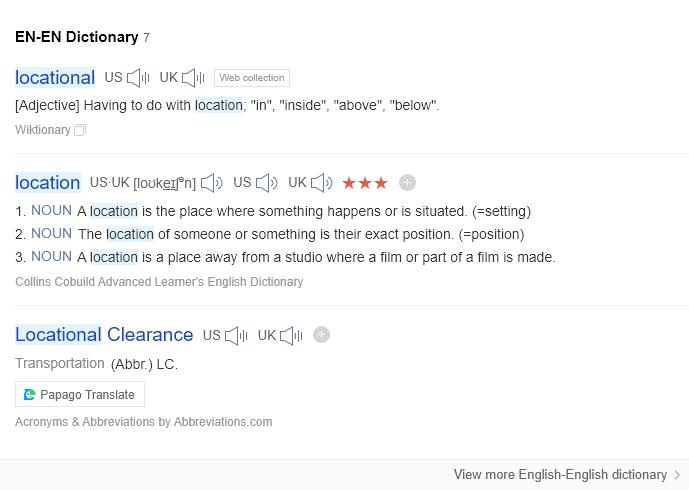 EN-EN Dictionary 7
locational US UK Web collection
[Adjective] Having to do with location; "in", "inside", "above", "below".
Wiktionary
location US·UK [loʊkeɪʃᵊn] US UK ★★★
1. NOUN A location is the place where something happens or is situated. (=setting)
2. NOUN The location of someone or something is their exact position. (=position)
3. NOUN A location is a place away from a studio where a film or part of a film is made.
Collins Cobuild Advanced Learner's English Dictionary
Locational Clearance US UK
Transportation (Abbr.) LC.
Papago Translate
Acronyms & Abbreviations by Abbreviations.com
View more English-English dictionary